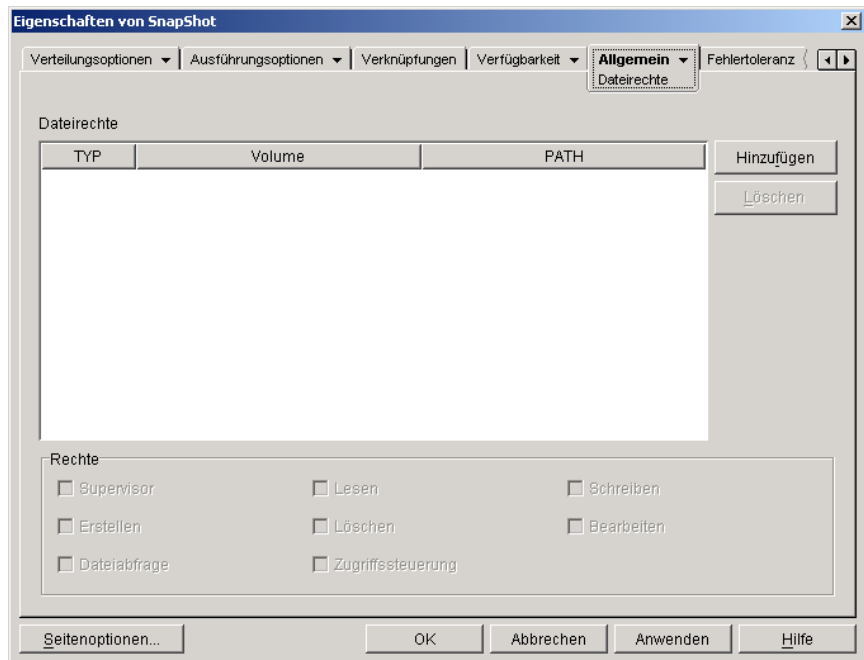 Eigenschaften von SnapShot
Verteilungsoptionen Ausführungsoptionen Verknüpfungen Verfügbarkeit Allgemein Fehlertoleranz
Dateirechte
Dateirechte
TYP Volume PATH
Hinzufügen
Löschen
Rechte
Supervisor Lesen Schreiben
Erstellen Löschen Bearbeiten
Dateiabfrage Zugriffssteuerung
Seitenoptionen... OK Abbrechen Anwenden Hilfe